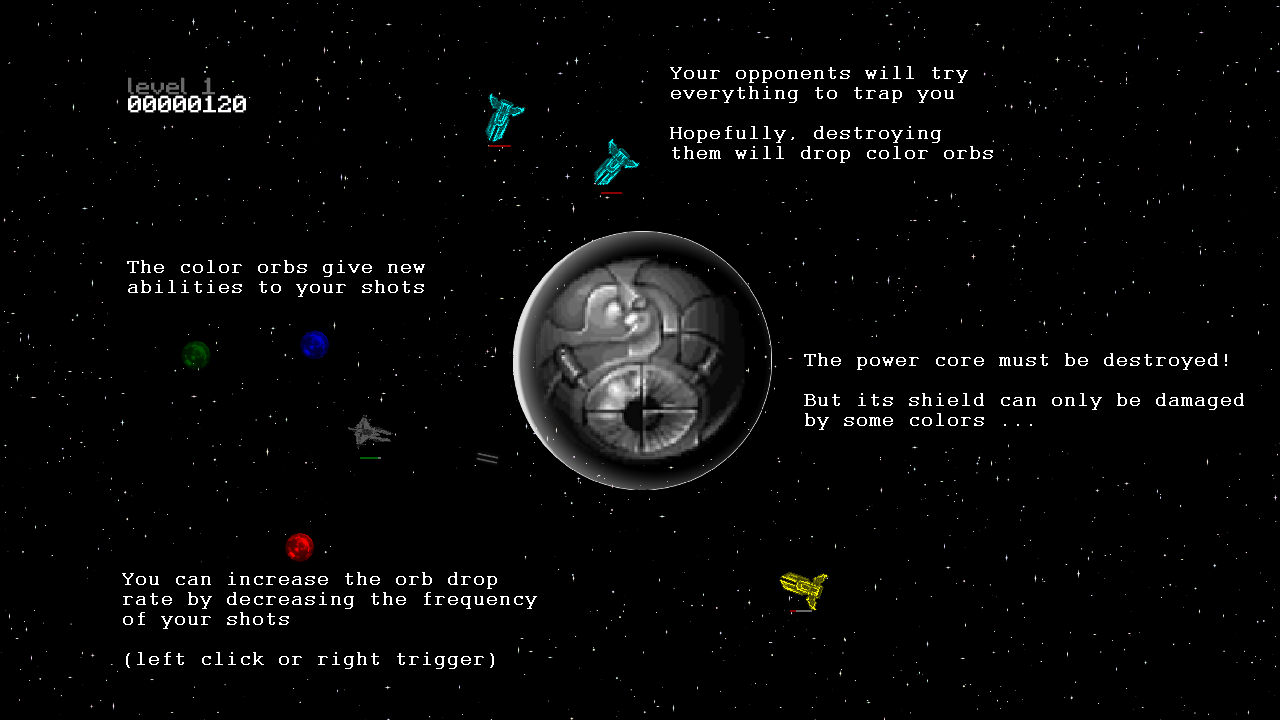 level 1
00000120
Your opponents will try
everything to trap you
Hopefully, destroying
them will drop color orbs
The color orbs give new
abilities to your shots
The power core must be destroyed!
But its shield can only be damaged
by some colors ...
You can increase the orb drop
rate by decreasing the frequency
of your shots
(left click or right trigger)